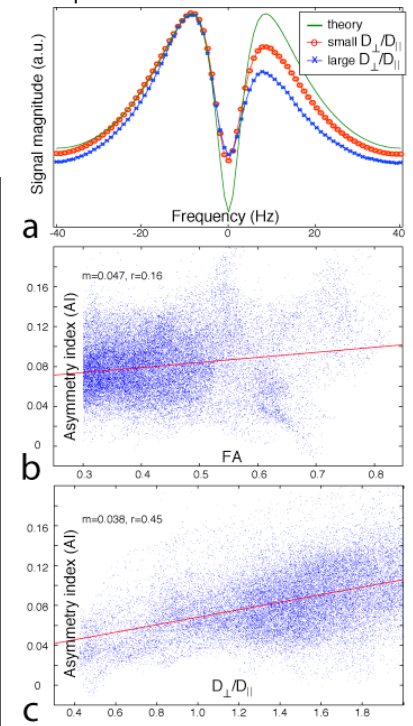 Signal magnitude (a.u.)
theory
small D⊥/D||
large D⊥/D||
Frequency (Hz)
a
-40 -20 0 20 40
m=0.047, r=0.16
Asymmetry index (AI)
0.16
0.12
0.08
0.04
0
FA
b
0.3 0.4 0.5 0.6 0.7 0.8
m=0.038, r=0.45
Asymmetry index (AI)
0.16
0.12
0.08
0.04
0
D⊥/D||
c
0.4 0.6 0.8 1.0 1.2 1.4 1.6 1.8